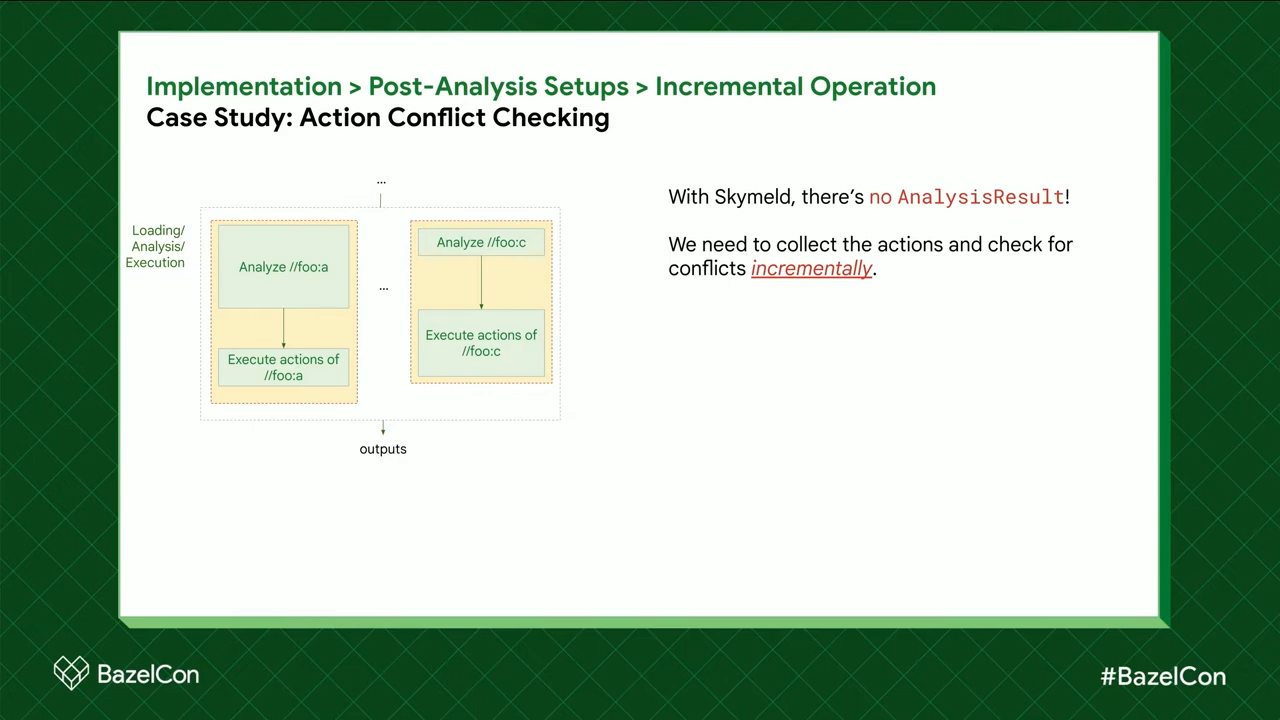 Implementation > Post-Analysis Setups > Incremental Operation
Case Study: Action Conflict Checking
...
Loading/
Analysis/
Execution
Analyze //foo:a
Execute actions of
//foo:a
...
Analyze //foo:c
Execute actions of
//foo:c
outputs
With Skymeld, there’s no AnalysisResult!
We need to collect the actions and check for
conflicts incrementally.
BazelCon
#BazelCon